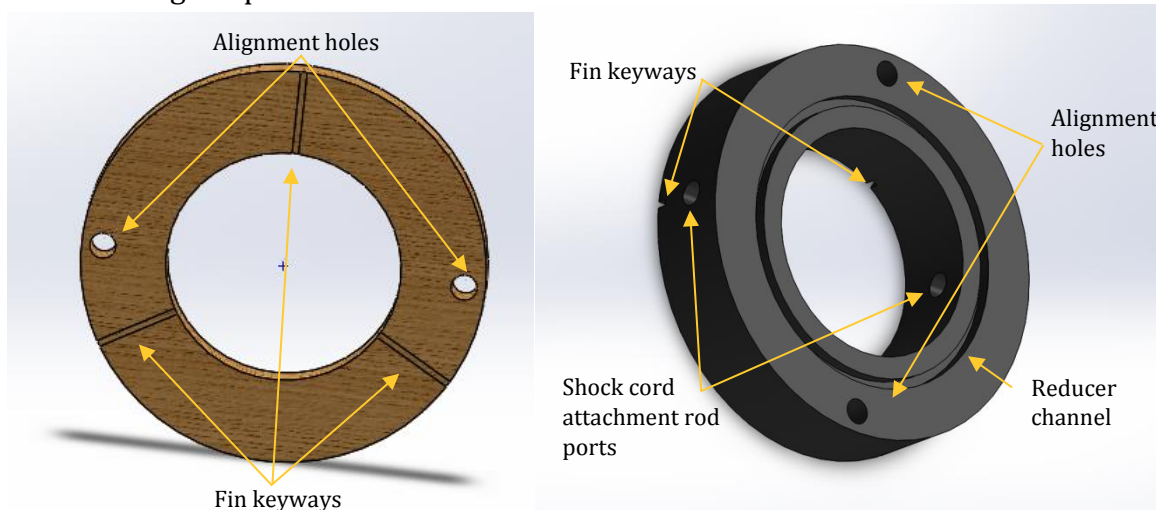 Alignment holes
Fin keyways
Fin keyways
Alignment
holes
Shock cord
attachment rod
ports
Reducer
channel